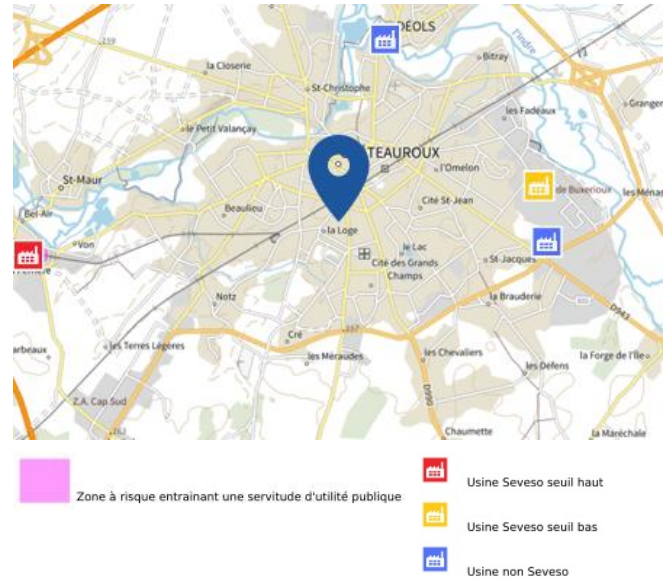 DÉOLS
l'Indre
la Closerie
Bitray
St-Christophe
Granger
les Fadeaux
le Petit Valançay
TEAUROUX
l'Omelon
St-Maur
de Buxerioux
les Ménas
Bel-Air
Beaulieu
Cité St-Jean
Von
la Loge
le Lac
Cité des Grands
Champs
St-Jacques
Notz
la Brauderie
D943
Cré
arbeaux
les Terres Légères
les Méraudes
les Chevaliers
la Forge de l'Ile
les Défens
Z.A. Cap Sud
D990
Chaumette
la Maréchale
Zone à risque entrainant une servitude d'utilité publique
Usine Seveso seuil haut
Usine Seveso seuil bas
Usine non Seveso